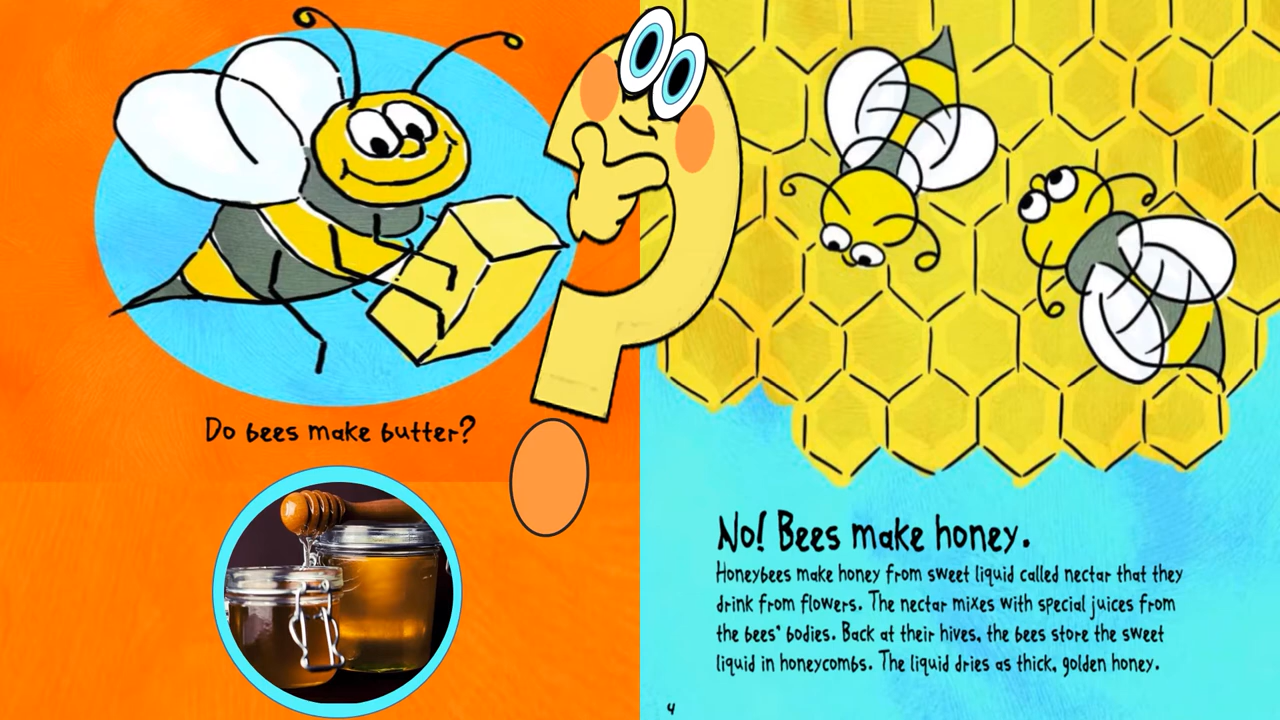 Do bees make butter?
No! Bees make honey.
Honeybees make honey from sweet liquid called nectar that they
drink from flowers. The nectar mixes with special juices from
the bees' bodies. Back at their hives, the bees store the sweet
liquid in honeycombs. The liquid dries as thick, golden honey.
4